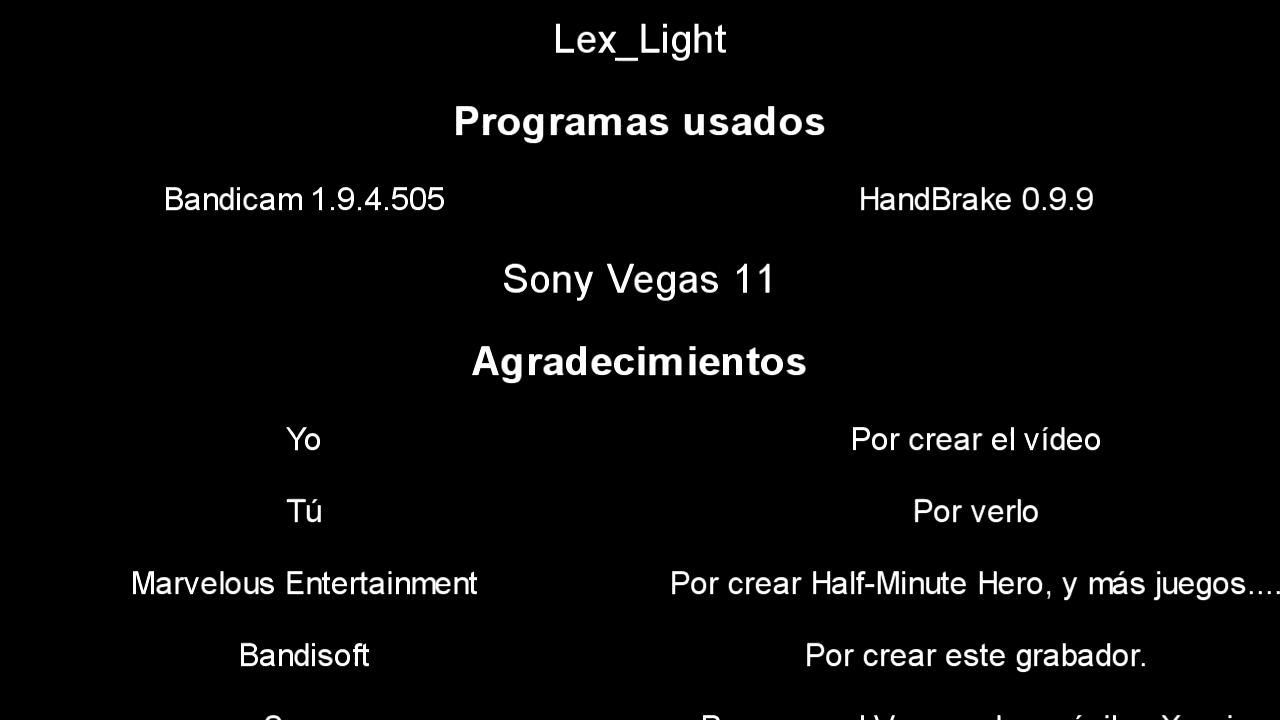 Lex_Light
Programas usados
Bandicam 1.9.4.505 HandBrake 0.9.9
Sony Vegas 11
Agradecimientos
Yo Por crear el vídeo
Tú Por verlo
Marvelous Entertainment Por crear Half-Minute Hero, y más juegos....
Bandisoft Por crear este grabador.